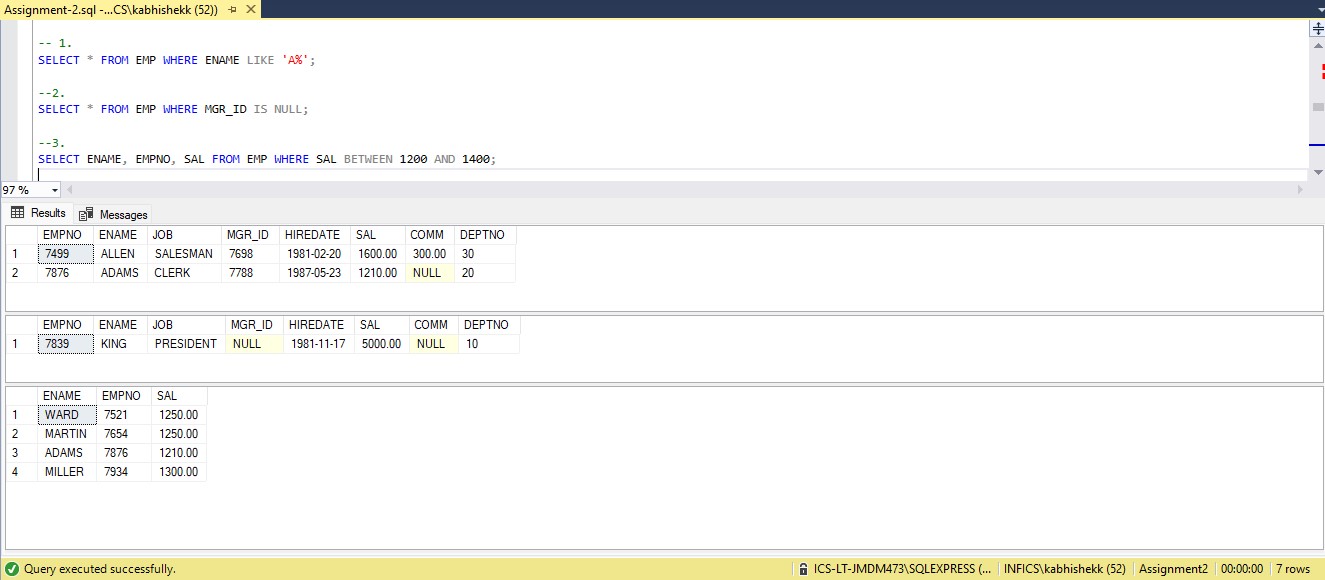 Assignment-2.sql -...CS\kabhishekk (52))
-- 1.
SELECT * FROM EMP WHERE ENAME LIKE 'A%';
--2.
SELECT * FROM EMP WHERE MGR_ID IS NULL;
--3.
SELECT ENAME, EMPNO, SAL FROM EMP WHERE SAL BETWEEN 1200 AND 1400;
97 %
Results Messages
EMPNO ENAME JOB MGR_ID HIREDATE SAL COMM DEPTNO
1 7499 ALLEN SALESMAN 7698 1981-02-20 1600.00 300.00 30
2 7876 ADAMS CLERK 7788 1987-05-23 1210.00 NULL 20
EMPNO ENAME JOB MGR_ID HIREDATE SAL COMM DEPTNO
1 7839 KING PRESIDENT NULL 1981-11-17 5000.00 NULL 10
ENAME EMPNO SAL
1 WARD 7521 1250.00
2 MARTIN 7654 1250.00
3 ADAMS 7876 1210.00
4 MILLER 7934 1300.00
Query executed successfully. ICS-LT-JMDM473\SQLEXPRESS (... INFICS\kabhishekk (52) Assignment2 00:00:00 7 rows